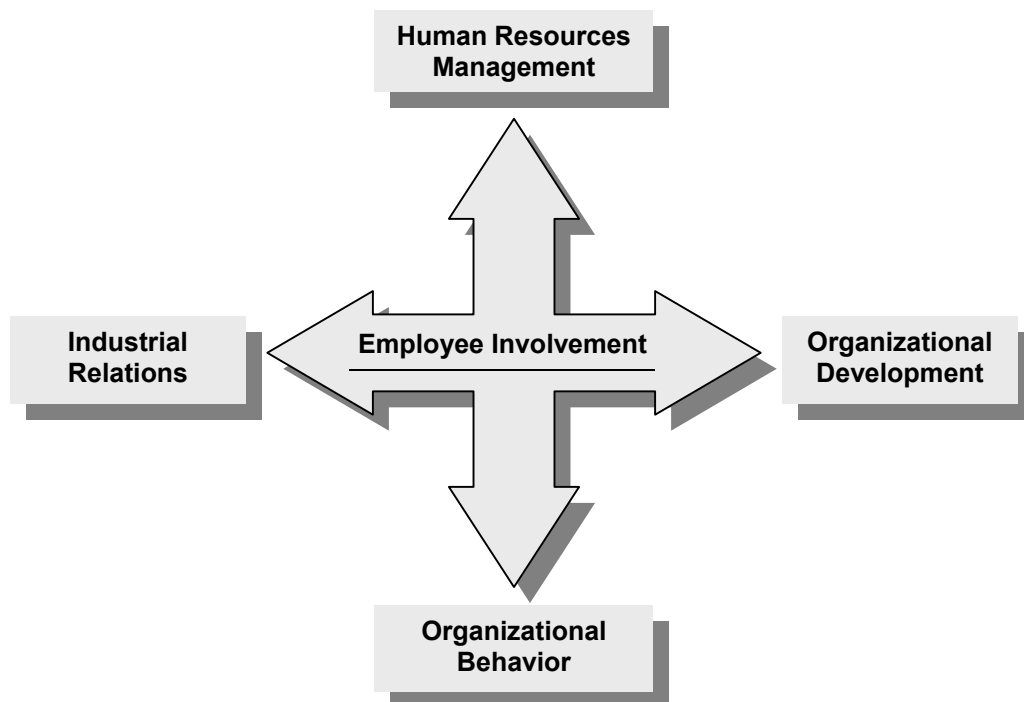 Human Resources
Management
Industrial
Relations
Employee Involvement
Organizational
Development
Organizational
Behavior